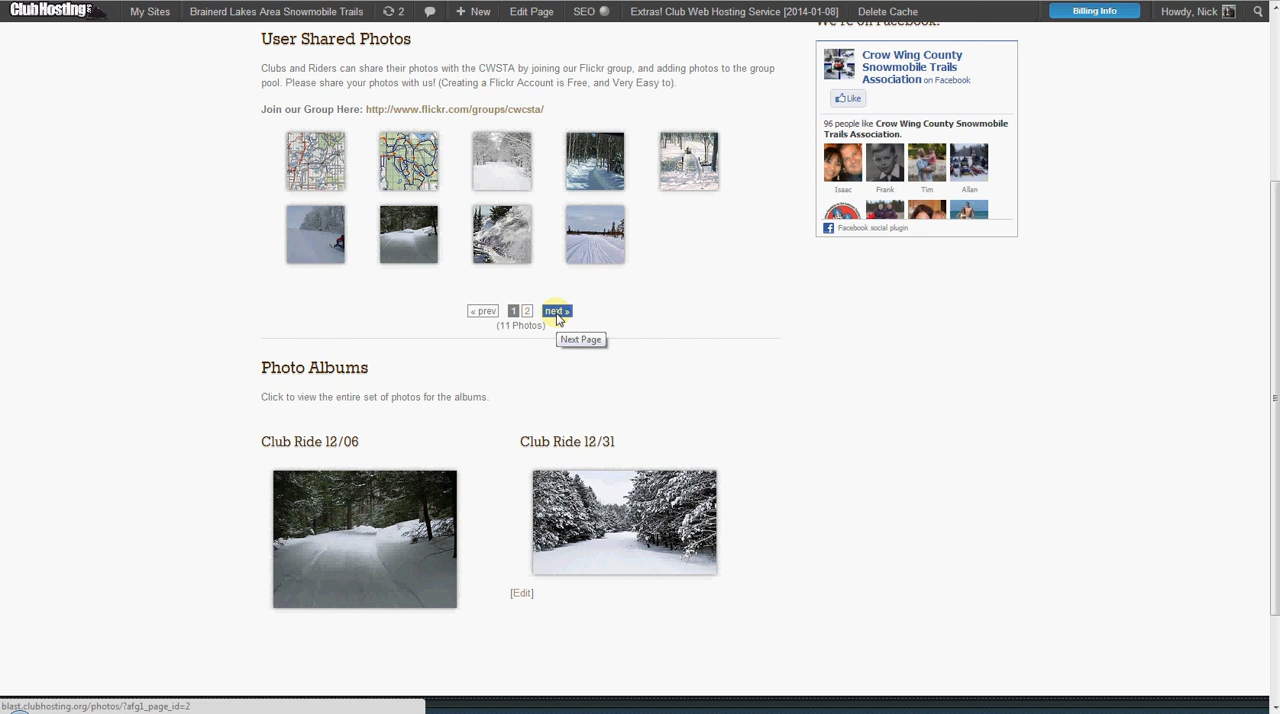 ClubHosting My Sites Brainerd Lakes Area Snowmobile Trails 2 + New Edit Page SEO Extras! Club Web Hosting Service [2014-01-08] Delete Cache Billing Info Howdy, Nick
We're on Facebook!
User Shared Photos
Clubs and Riders can share their photos with the CWSTA by joining our Flickr group, and adding photos to the group
pool. Please share your photos with us! (Creating a Flickr Account is Free, and Very Easy to).
Join our Group Here: http://www.flickr.com/groups/cwcsta/
« prev 1 2 next »
(11 Photos)
Next Page
Photo Albums
Click to view the entire set of photos for the albums.
Club Ride 12/06
Club Ride 12/31
[Edit]
Crow Wing County
Snowmobile Trails
Association on Facebook
Like
96 people like Crow Wing County Snowmobile
Trails Association.
Isaac Frank Tim Allan
Facebook social plugin
blast.clubhosting.org/photos/?afg1_page_id=2